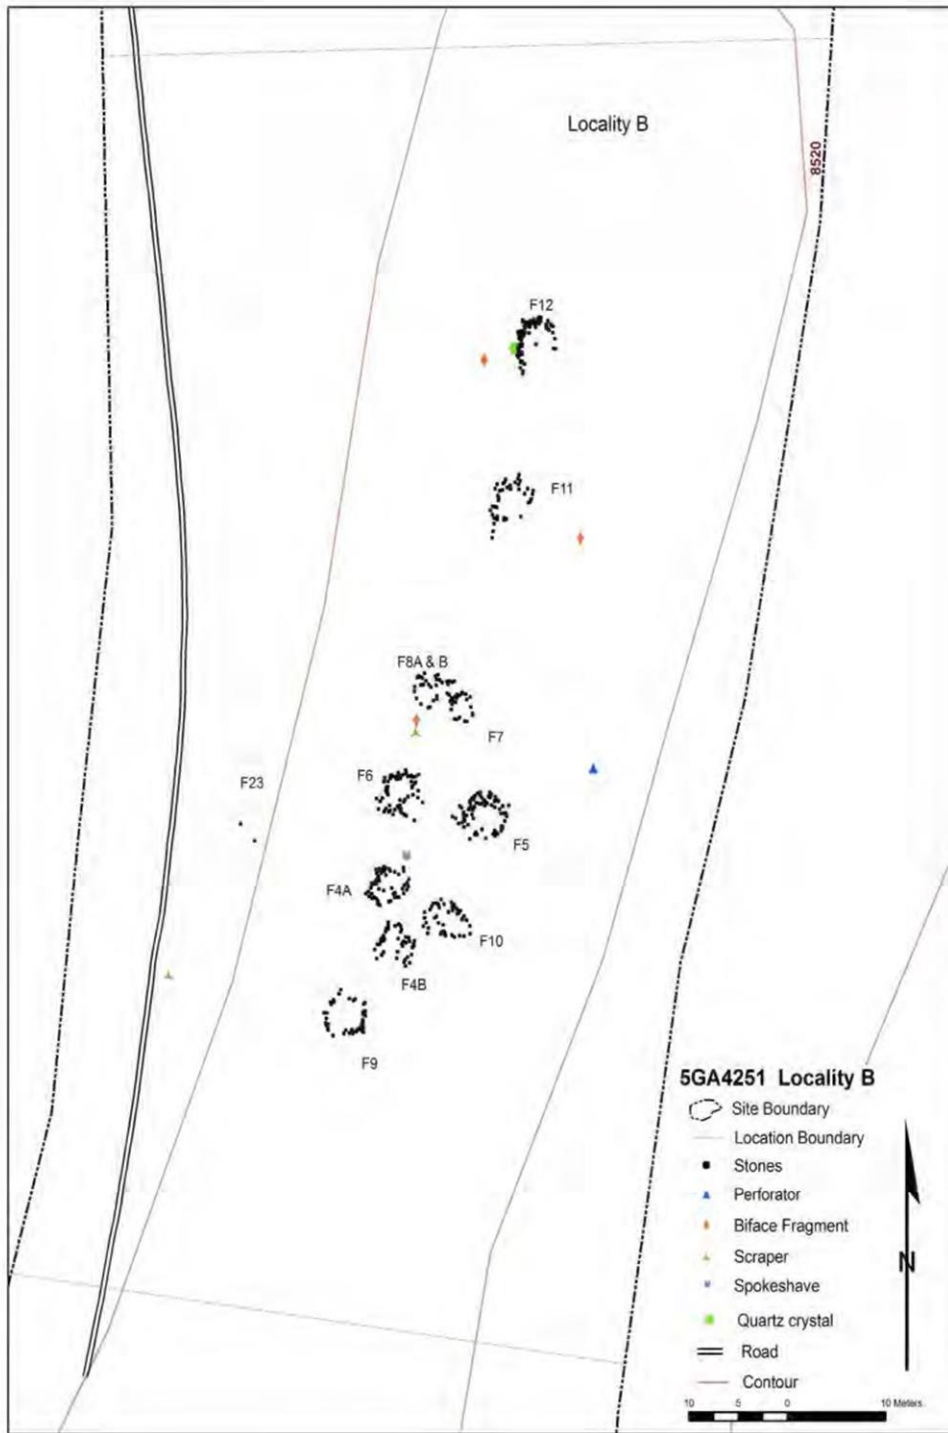 Locality B
8520
F12
F11
F8A & B
F7
F6
F23
F5
F4A
F10
F4B
F9
5GA4251 Locality B
Site Boundary
Location Boundary
Stones
Perforator
Biface Fragment
Scraper
Spokeshave
Quartz crystal
Road
Contour
N
10 5 0 10 Meters